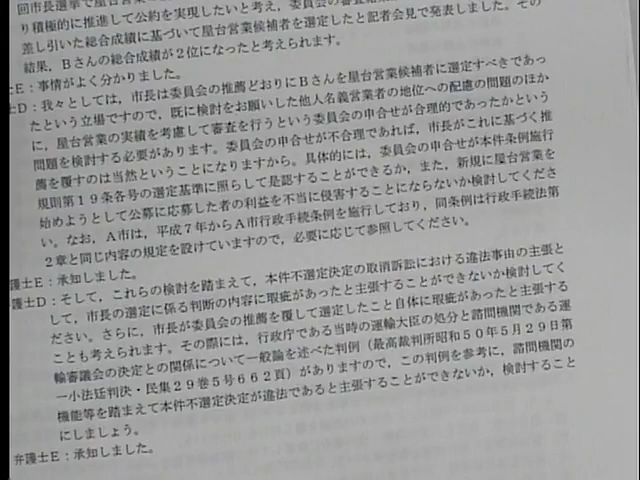 回市長選挙で屋台営業
り積極的に推進して公約を実現したいと考え，委員会の審査結果
差し引いた総合成績に基づいて屋台営業候補者を選定したと記者会見で発表しました。その
結果，Ｂさんの総合成績が２位になったと考えられます。
士Ｅ：事情がよく分かりました。
士Ｄ：我々としては，市長は委員会の推薦どおりにＢさんを屋台営業候補者に選定すべきであっ
たという立場ですので，既に検討をお願いした他人名義営業者の地位への配慮の問題のほか
に，屋台営業の実績を考慮して審査を行うという委員会の申合せが合理的であったかという
問題を検討する必要があります。委員会の申合せが不合理であれば，市長がこれに基づく推
薦を覆すのは当然ということになりますから。具体的には，委員会の申合せが本件条例施行
規則第１９条各号の選定基準に照らして是認することができるか，また，新規に屋台営業を
始めようとして公募に応募した者の利益を不当に侵害することにならないか検討してくださ
い。なお，Ａ市は，平成７年からＡ市行政手続条例を施行しており，同条例は行政手続法第
２章と同じ内容の規定を設けていますので，必要に応じて参照してください。
護士Ｅ：承知しました。
護士Ｄ：そして，これらの検討を踏まえて，本件不選定決定の取消訴訟における違法事由の主張と
して，市長の選定に係る判断の内容に瑕疵があったと主張することができないか検討してく
ださい。さらに，市長が委員会の推薦を覆して選定したこと自体に瑕疵があったと主張する
ことも考えられます。その際には，行政庁である当時の運輸大臣の処分と諮問機関である運
輸審議会の決定との関係について一般論を述べた判例（最高裁判所昭和５０年５月２９日第
一小法廷判決・民集２９巻５号６６２頁）がありますので，この判例を参考に，諮問機関の
機能等を踏まえて本件不選定決定が違法であると主張することができないか，検討すること
にしましょう。
弁護士Ｅ：承知しました。